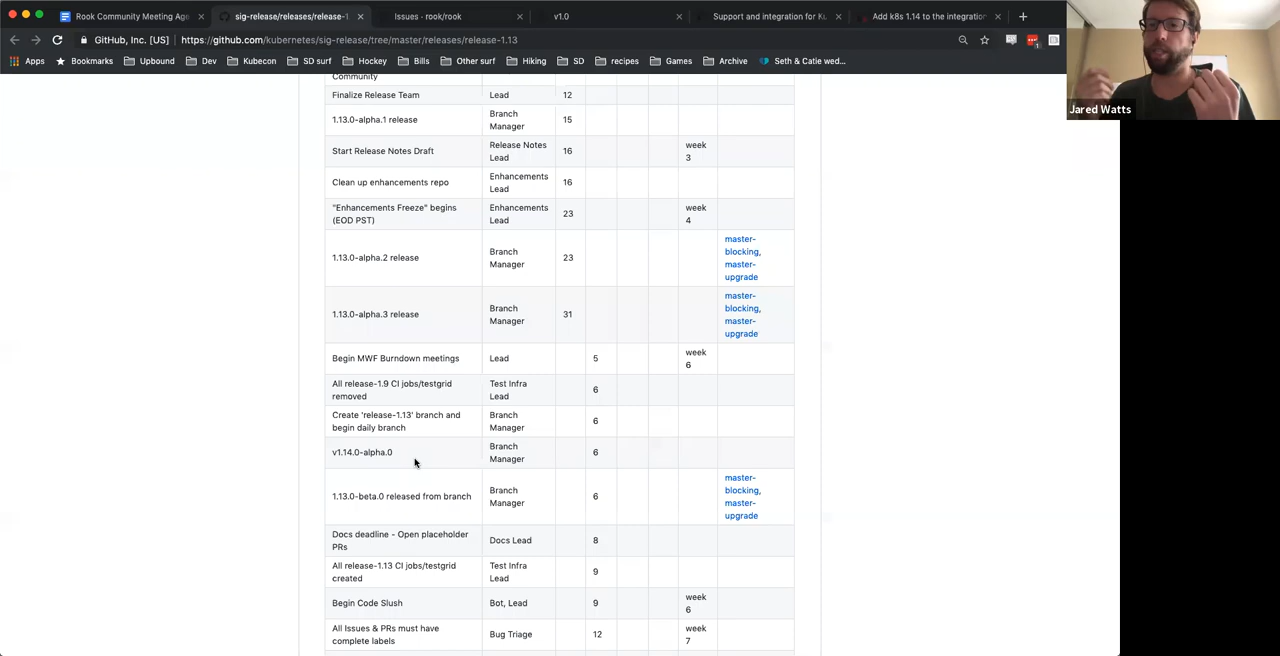 Rook Community Meeting Age
sig-release/releases/release-1
Issues · rook/rook
v1.0
Support and integration for Ku
Add k8s 1.14 to the integration
GitHub, Inc. [US] | https://github.com/kubernetes/sig-release/tree/master/releases/release-1.13
Apps Bookmarks Upbound Dev Kubecon SD surf Hockey Bills Other surf Hiking SD recipes Games Archive Seth & Catie wed...
Jared Watts
Community
Finalize Release Team Lead 12
1.13.0-alpha.1 release Branch 15
Manager
Start Release Notes Draft Release Notes 16 week
Lead 3
Clean up enhancements repo Enhancements 16
Lead
"Enhancements Freeze" begins Enhancements 23 week
(EOD PST) Lead 4
master-
1.13.0-alpha.2 release Branch 23 blocking,
Manager master-
upgrade
master-
1.13.0-alpha.3 release Branch 31 blocking,
Manager master-
upgrade
Begin MWF Burndown meetings Lead 5 week
6
All release-1.9 CI jobs/testgrid Test Infra 6
removed Lead
Create 'release-1.13' branch and Branch 6
begin daily branch Manager
v1.14.0-alpha.0 Branch 6
Manager
master-
1.13.0-beta.0 released from branch Branch 6 blocking,
Manager master-
upgrade
Docs deadline - Open placeholder Docs Lead 8
PRs
All release-1.13 CI jobs/testgrid Test Infra 9
created Lead
Begin Code Slush Bot, Lead 9 week
6
All Issues & PRs must have Bug Triage 12 week
complete labels 7